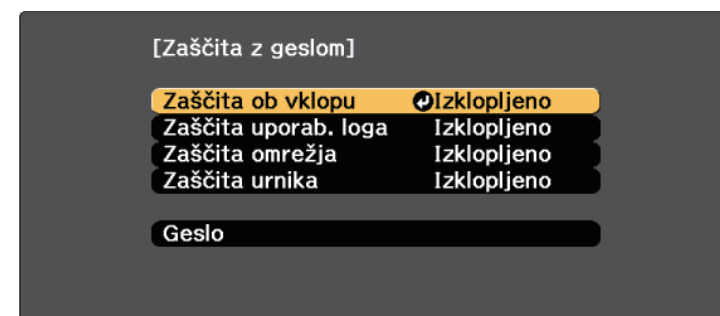 [Zaščita z geslom]
Zaščita ob vklopu Izklopljeno
Zaščita uporab. loga Izklopljeno
Zaščita omrežja Izklopljeno
Zaščita urnika Izklopljeno
Geslo